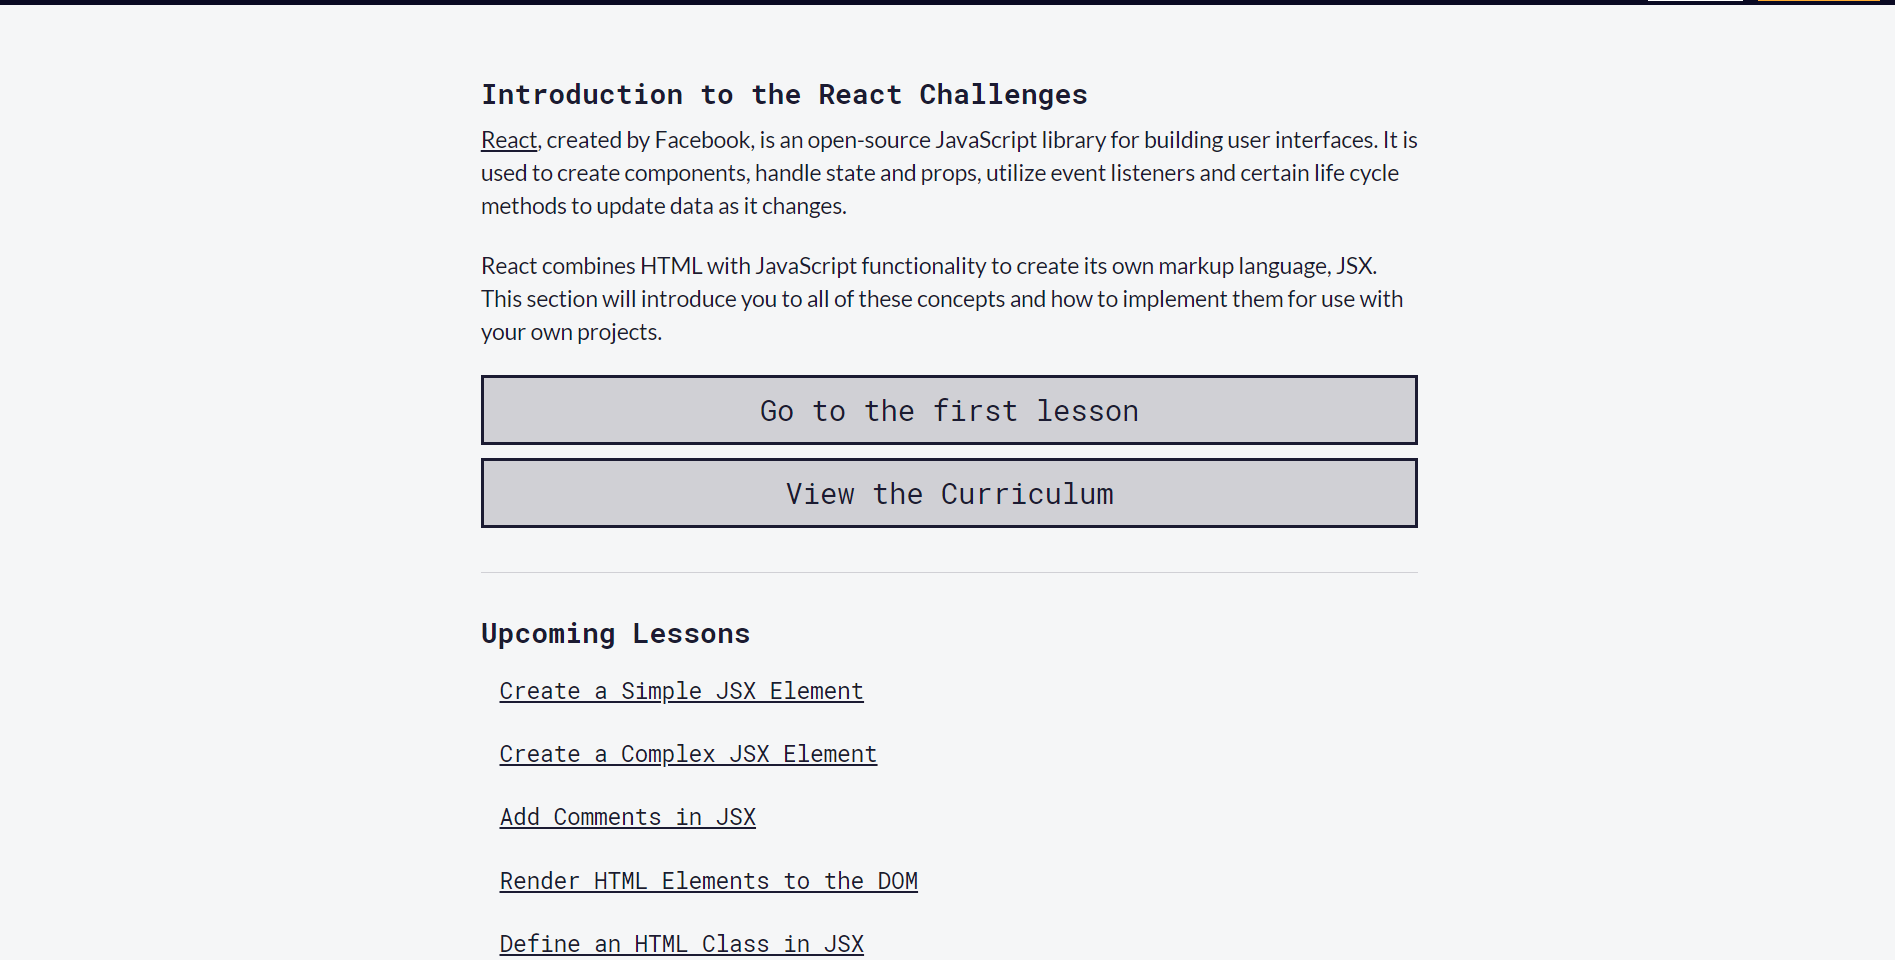 Introduction to the React Challenges
React, created by Facebook, is an open-source JavaScript library for building user interfaces. It is
used to create components, handle state and props, utilize event listeners and certain life cycle
methods to update data as it changes.
React combines HTML with JavaScript functionality to create its own markup language, JSX.
This section will introduce you to all of these concepts and how to implement them for use with
your own projects.
Go to the first lesson
View the Curriculum
Upcoming Lessons
Create a Simple JSX Element
Create a Complex JSX Element
Add Comments in JSX
Render HTML Elements to the DOM
Define an HTML Class in JSX